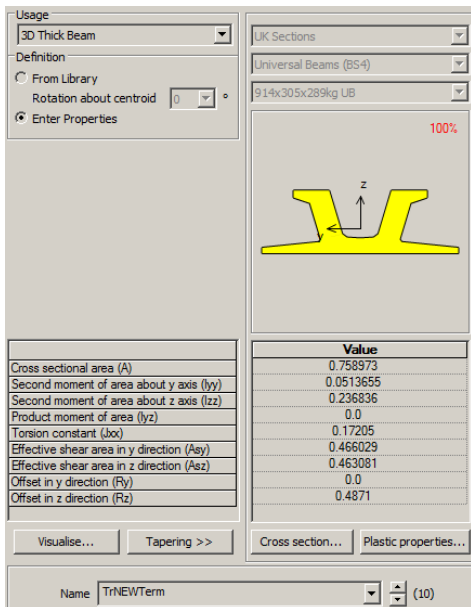 Usage
3D Thick Beam
Definition
From Library
Rotation about centroid 0 °
Enter Properties
UK Sections
Universal Beams (BS4)
914x305x289kg UB
100%
z
y
Value
Cross sectional area (A) 0.758973
Second moment of area about y axis (Iyy) 0.0513655
Second moment of area about z axis (Izz) 0.236836
Product moment of area (Iyz) 0.0
Torsion constant (Jxx) 0.17205
Effective shear area in y direction (Asy) 0.466029
Effective shear area in z direction (Asz) 0.463081
Offset in y direction (Ry) 0.0
Offset in z direction (Rz) 0.4871
Visualise... Tapering >> Cross section... Plastic properties...
Name TrNEWTerm (10)